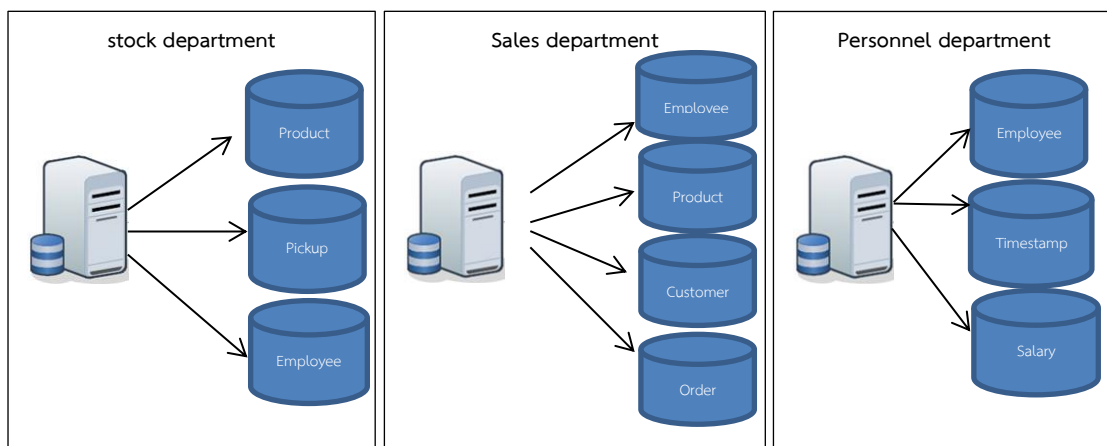 stock department
Product
Pickup
Employee
Sales department
Employee
Product
Customer
Order
Personnel department
Employee
Timestamp
Salary